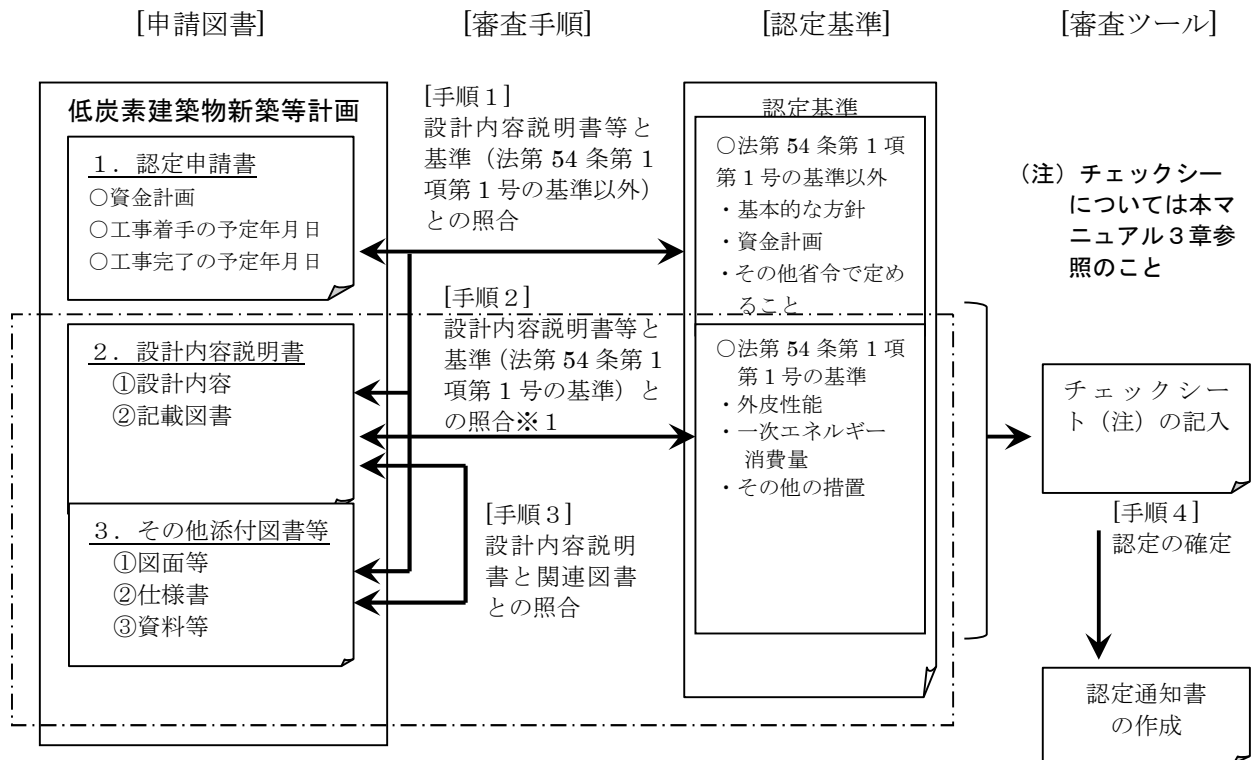 [申請図書]
[審査手順]
[認定基準]
[審査ツール]
低炭素建築物新築等計画
１．認定申請書
○資金計画
○工事着手の予定年月日
○工事完了の予定年月日
２．設計内容説明書
①設計内容
②記載図書
３．その他添付図書等
①図面等
②仕様書
③資料等
[手順１]
設計内容説明書等と
基準（法第 54 条第 1
項第 1 号の基準以外）
との照合
[手順２]
設計内容説明書等と
基準（法第 54 条第 1
項第 1 号の基準）と
の照合※１
[手順３]
設計内容説明
書と関連図書
との照合
認定基準
○法第 54 条第 1 項
第 1 号の基準以外
・基本的な方針
・資金計画
・その他省令で定め
ること
○法第 54 条第 1 項
第 1 号の基準
・外皮性能
・一次エネルギー
消費量
・その他の措置
（注）チェックシー
については本マ
ニュアル３章参
照のこと
チェックシー
ト（注）の記入
[手順４]
認定の確定
認定通知書
の作成